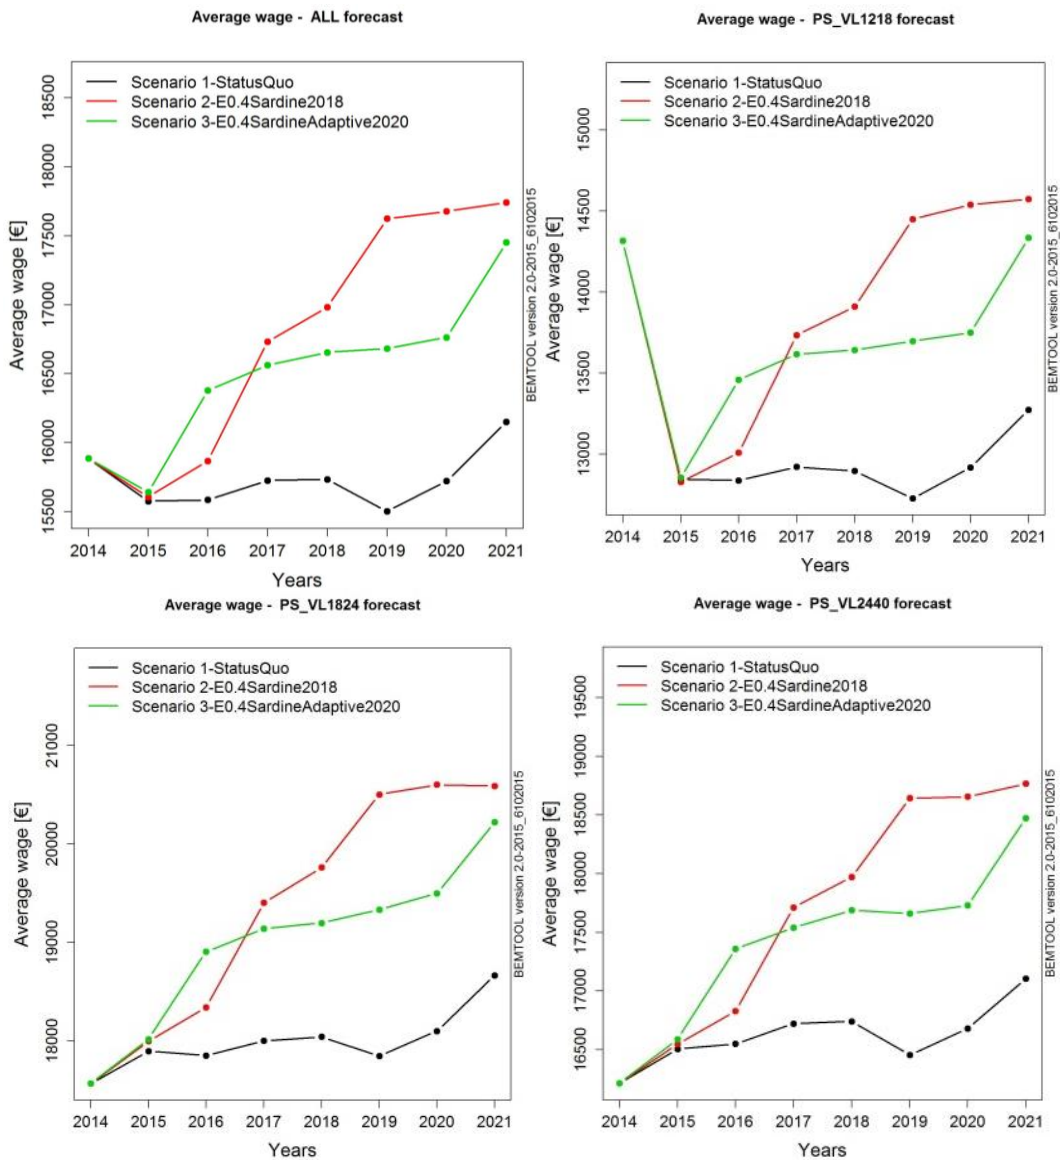 Average wage - ALL forecast
Scenario 1-StatusQuo
Scenario 2-E0.4Sardine2018
Scenario 3-E0.4SardineAdaptive2020
Average wage [€]
18500
18000
17500
17000
16500
16000
15500
2014 2015 2016 2017 2018 2019 2020 2021
Years
BEMTOOL version 2.0-2015_6102015
Average wage - PS_VL1218 forecast
Scenario 1-StatusQuo
Scenario 2-E0.4Sardine2018
Scenario 3-E0.4SardineAdaptive2020
Average wage [€]
15000
14500
14000
13500
13000
2014 2015 2016 2017 2018 2019 2020 2021
Years
BEMTOOL version 2.0-2015_6102015
Average wage - PS_VL1824 forecast
Scenario 1-StatusQuo
Scenario 2-E0.4Sardine2018
Scenario 3-E0.4SardineAdaptive2020
Average wage [€]
21000
20000
19000
18000
2014 2015 2016 2017 2018 2019 2020 2021
Years
BEMTOOL version 2.0-2015_6102015
Average wage - PS_VL2440 forecast
Scenario 1-StatusQuo
Scenario 2-E0.4Sardine2018
Scenario 3-E0.4SardineAdaptive2020
Average wage [€]
19500
19000
18500
18000
17500
17000
16500
2014 2015 2016 2017 2018 2019 2020 2021
Years
BEMTOOL version 2.0-2015_6102015